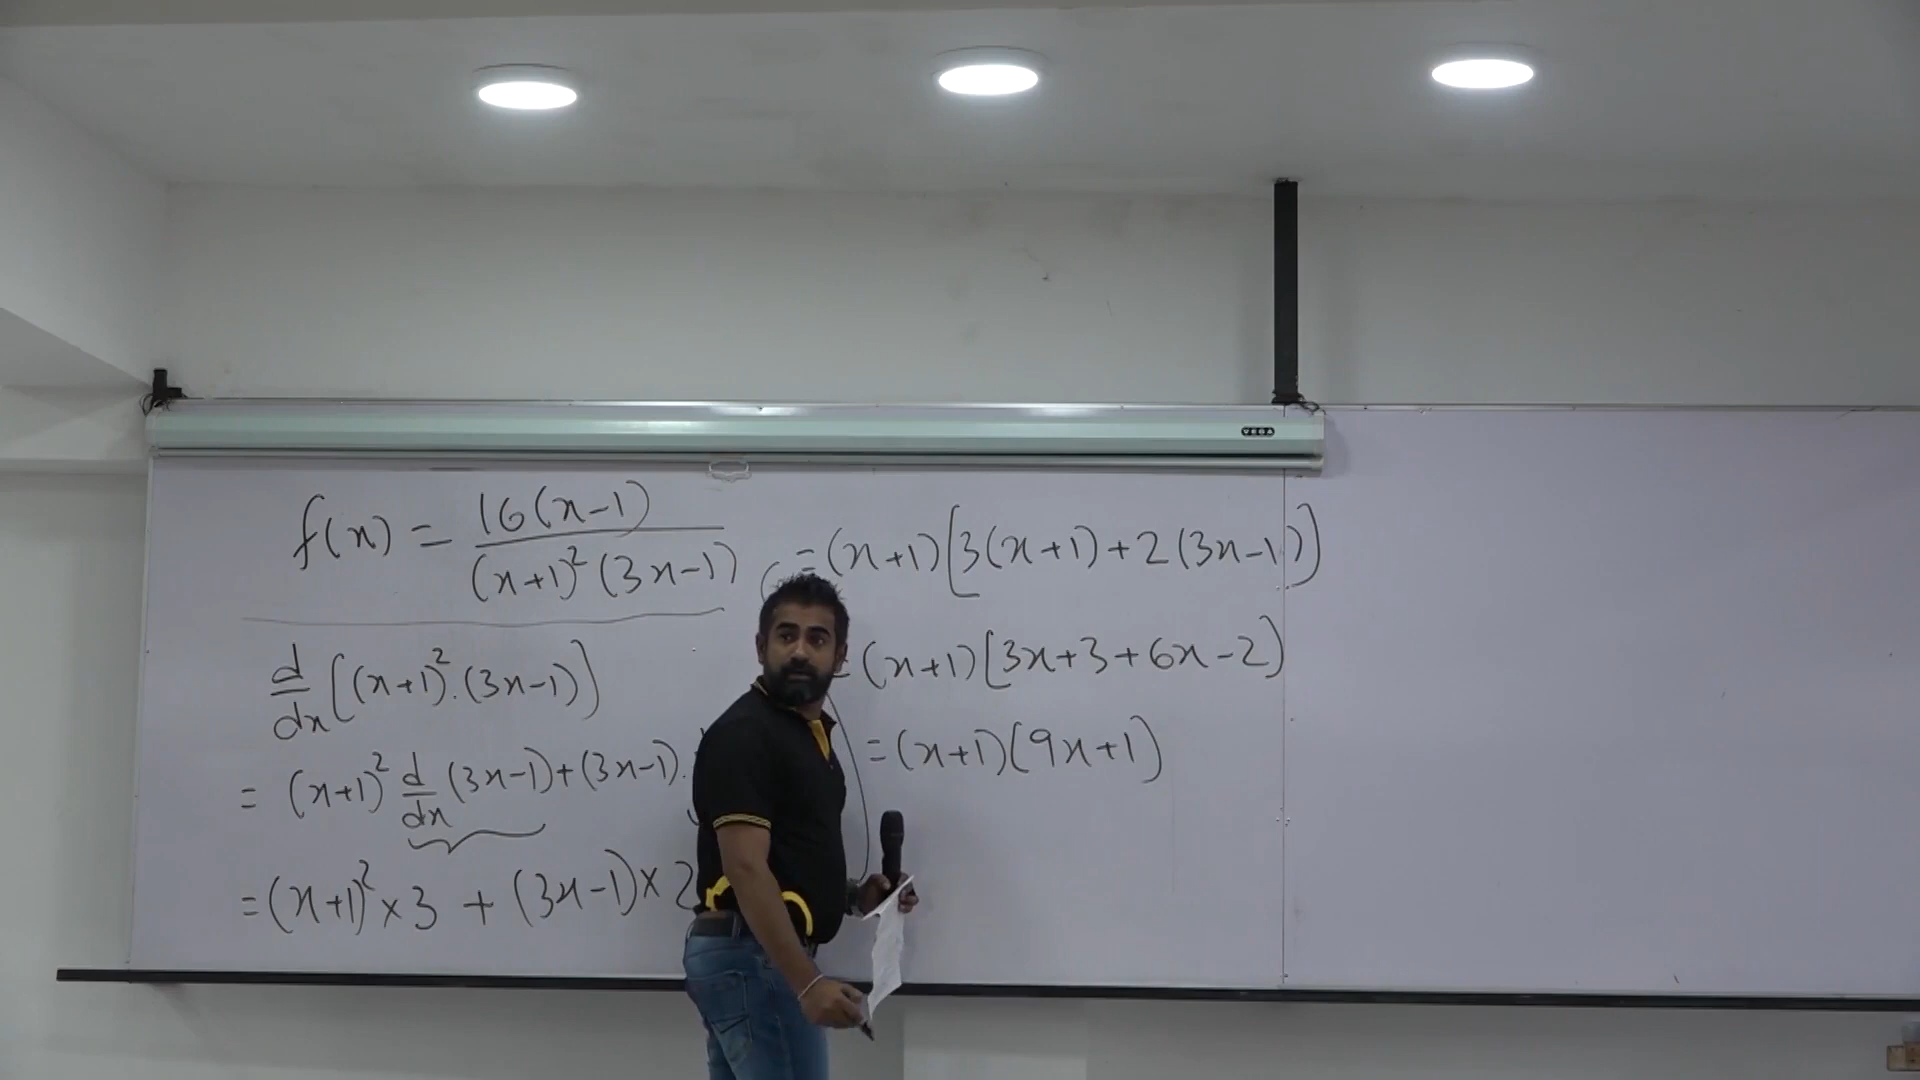 VEGA
f(x) = 16(x-1) / (x+1)² (3x-1)
d/dx [(x+1)² . (3x-1)]
= (x+1)² d/dx (3x-1) + (3x-1) .
= (x+1)² × 3 + (3x-1) × 2
= (x+1) [3(x+1) + 2(3x-1)]
= (x+1) [3x+3+6x-2]
= (x+1) (9x+1)